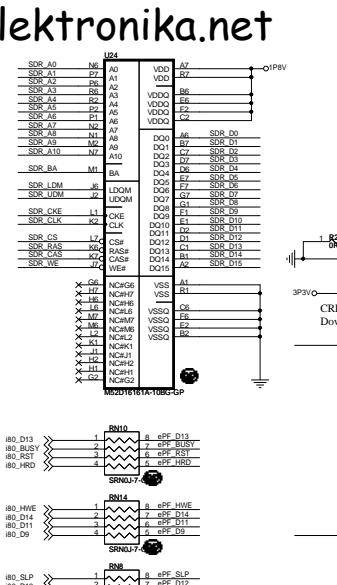 lektronika.net
U24
SDR_A0 N6 A0 VDD A7 1P8V
SDR_A1 P7 A1 VDD R7
SDR_A2 P6 A2
SDR_A3 R6 A3 VDDQ B6
SDR_A4 R2 A4 VDDQ E6
SDR_A5 P2 A5 VDDQ F2
SDR_A6 P1 A6 VDDQ C2
SDR_A7 N2 A7
SDR_A8 N1 A8 DQ0 A6 SDR_D0
SDR_A9 M2 A9 DQ1 B7 SDR_D1
SDR_A10 N7 A10 DQ2 C7 SDR_D2
DQ3 D7 SDR_D3
SDR_BA M1 BA DQ4 D6 SDR_D4
DQ5 E7 SDR_D5
SDR_LDM J6 LDQM DQ6 F7 SDR_D6
SDR_UDM J2 UDQM DQ7 G7 SDR_D7
DQ8 G1 SDR_D8
SDR_CKE L1 CKE DQ9 F1 SDR_D9
SDR_CLK K2 CLK DQ10 E1 SDR_D10
DQ11 D2 SDR_D11
SDR_CS L7 CS# DQ12 D1 SDR_D12
SDR_RAS K6 RAS# DQ13 C1 SDR_D13
SDR_CAS K7 CAS# DQ14 B1 SDR_D14
SDR_WE J7 WE# DQ15 A2 SDR_D15
G6 NC#G6 VSS A1
H7 NC#H7 VSS R1
H6 NC#H6
L6 NC#L6 VSSQ C6
M7 NC#M7 VSSQ F6
M6 NC#M6 VSSQ E2
L2 NC#L2 VSSQ B2
K1 NC#K1
J1 NC#J1
H2 NC#H2
H1 NC#H1
G2 NC#G2
M52D16161A-10BG-GP
1
3P3V
RN10
i80_D13 1 8 ePF_D13
i80_BUSY 2 7 ePF_BUSY
i80_RST 3 6 ePF_RST
i80_HRD 4 5 ePF_HRD
SRN0J-7-
RN14
i80_HWE 1 8 ePF_HWE
i80_D14 2 7 ePF_D14
i80_D11 3 6 ePF_D11
i80_D9 4 5 ePF_D9
SRN0J-7-
RN8
i80_SLP 1 8 ePF_SLP
2 7 ePF_D12